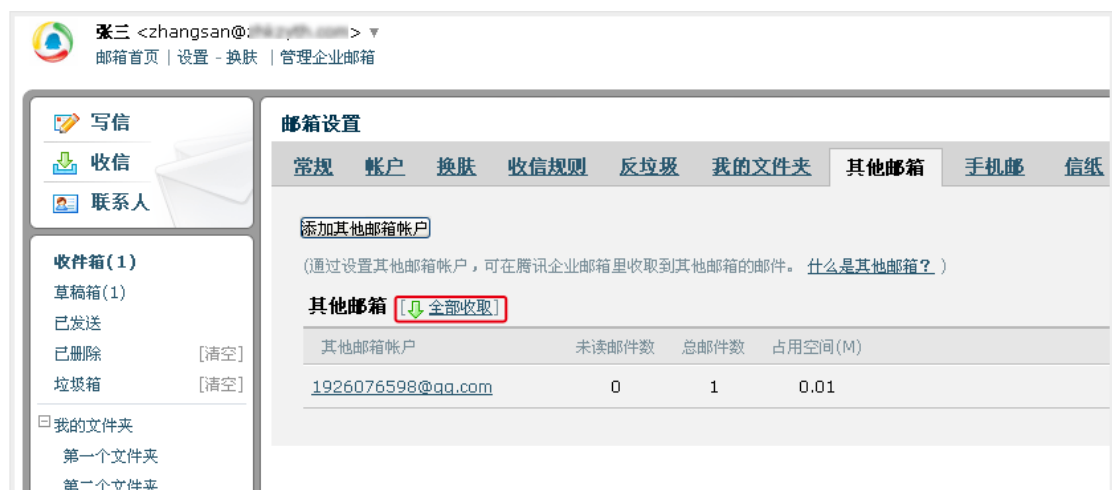 张三 <zhangsan@ > ▼
邮箱首页 | 设置 - 换肤 | 管理企业邮箱
写信
收信
联系人
收件箱(1)
草稿箱(1)
已发送
已删除 [清空]
垃圾箱 [清空]
我的文件夹
第一个文件夹
第二个文件夹
邮箱设置
常规 帐户 换肤 收信规则 反垃圾 我的文件夹 其他邮箱 手机邮 信纸
添加其他邮箱帐户
(通过设置其他邮箱帐户，可在腾讯企业邮箱里收取到其他邮箱的邮件。 什么是其他邮箱？ )
其他邮箱 [ 全部收取]
其他邮箱帐户 未读邮件数 总邮件数 占用空间(M)
1926076598@qq.com 0 1 0.01